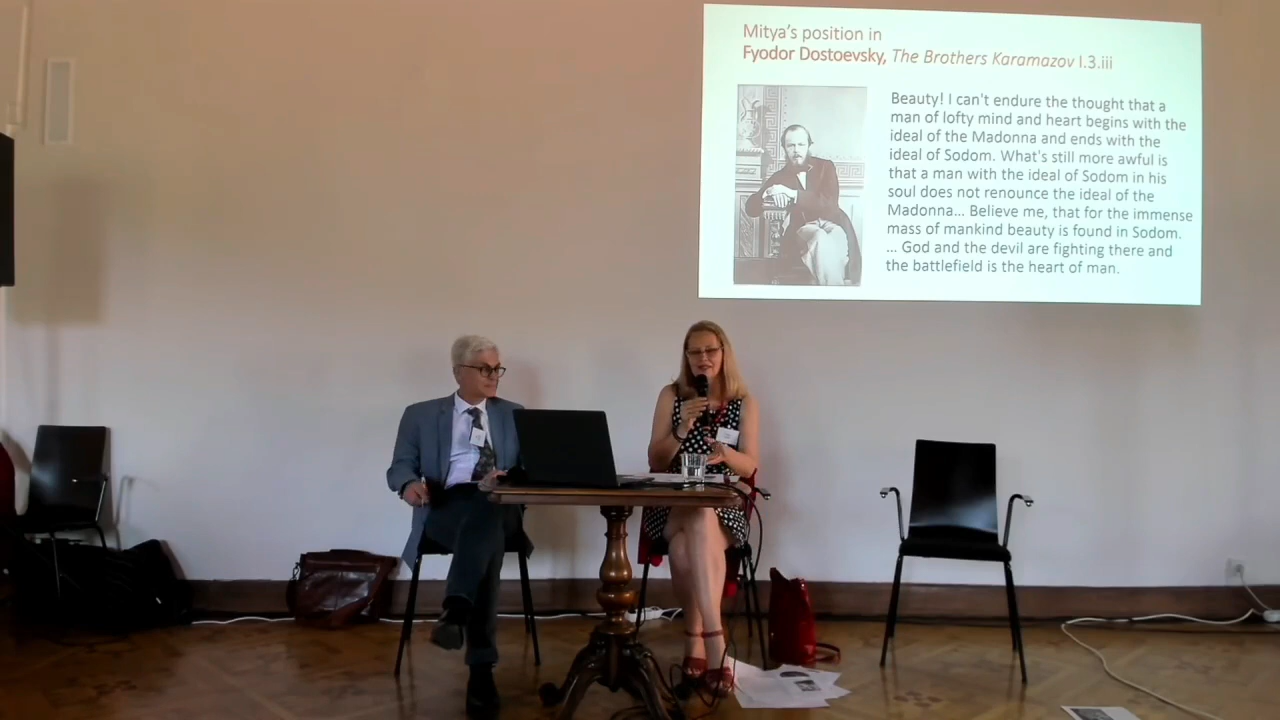 Mitya's position in
Fyodor Dostoevsky, The Brothers Karamazov I.3.iii
Beauty! I can't endure the thought that a
man of lofty mind and heart begins with the
ideal of the Madonna and ends with the
ideal of Sodom. What's still more awful is
that a man with the ideal of Sodom in his
soul does not renounce the ideal of the
Madonna... Believe me, that for the immense
mass of mankind beauty is found in Sodom.
... God and the devil are fighting there and
the battlefield is the heart of man.